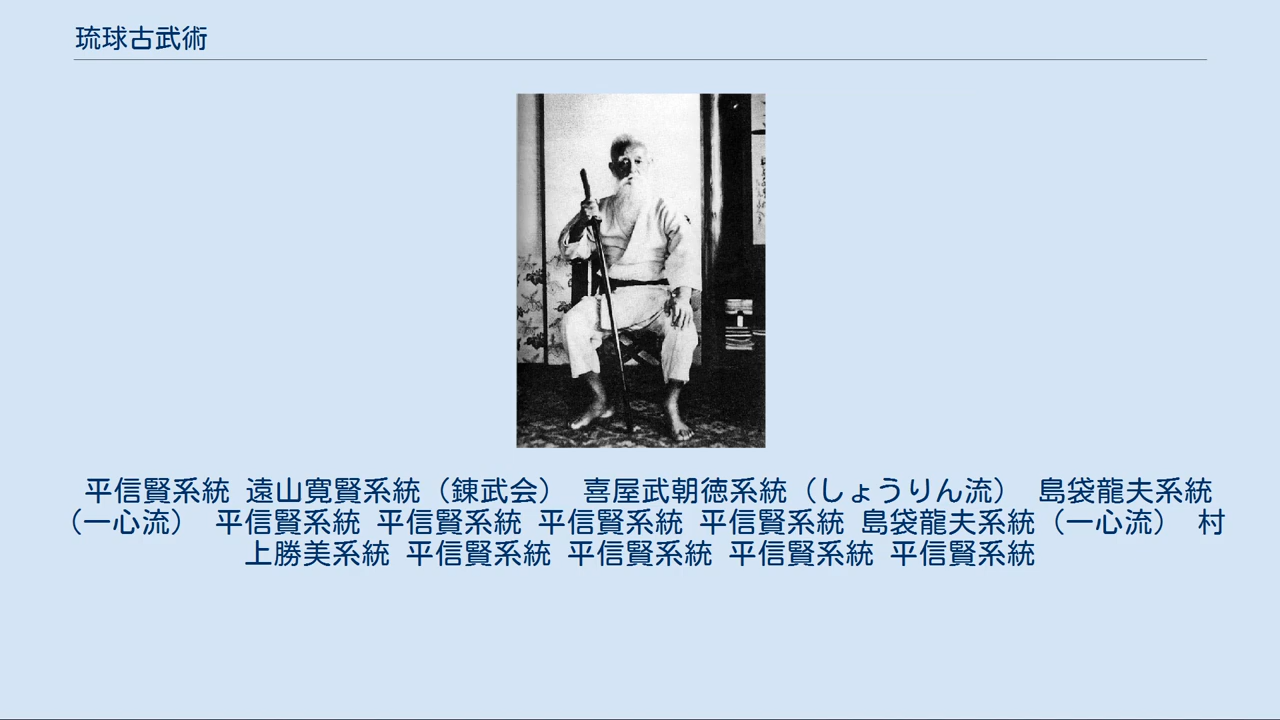 琉球古武術
平信賢系統 遠山寛賢系統（錬武会） 喜屋武朝徳系統（しょうりん流） 島袋龍夫系統
（一心流） 平信賢系統 平信賢系統 平信賢系統 平信賢系統 島袋龍夫系統（一心流） 村
上勝美系統 平信賢系統 平信賢系統 平信賢系統 平信賢系統